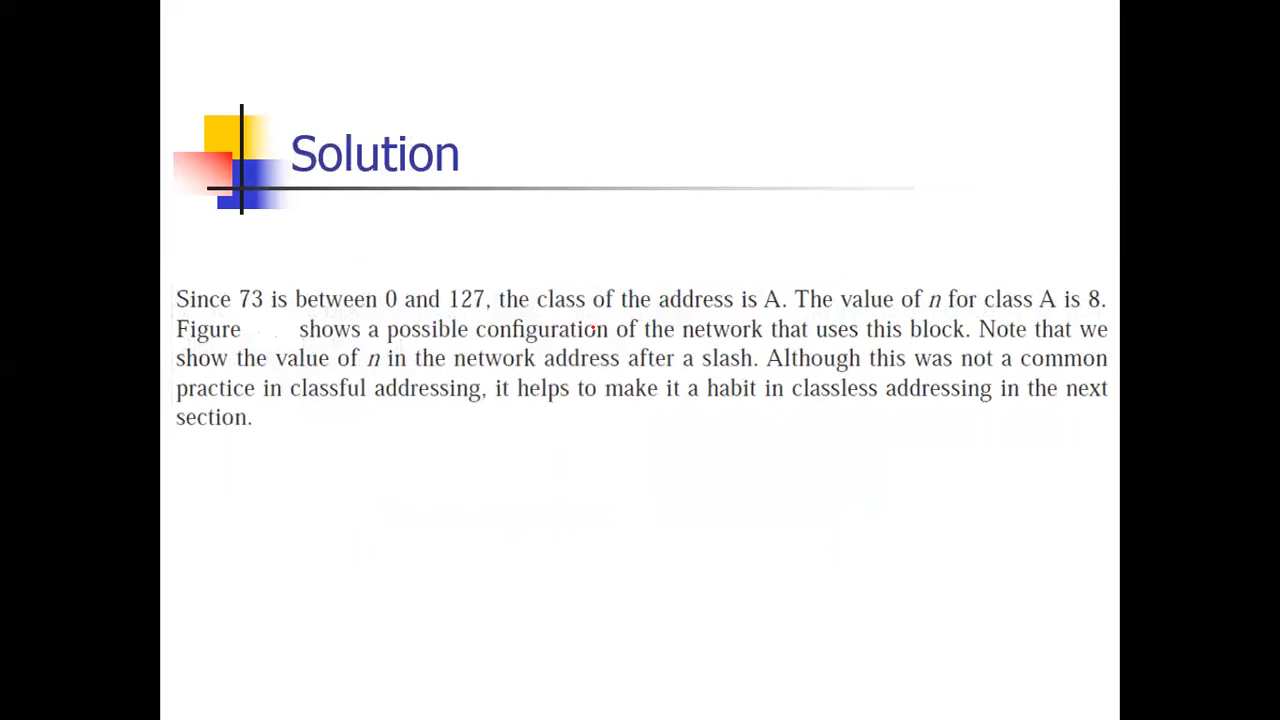 Solution
Since 73 is between 0 and 127, the class of the address is A. The value of n for class A is 8.
Figure shows a possible configuration of the network that uses this block. Note that we
show the value of n in the network address after a slash. Although this was not a common
practice in classful addressing, it helps to make it a habit in classless addressing in the next
section.